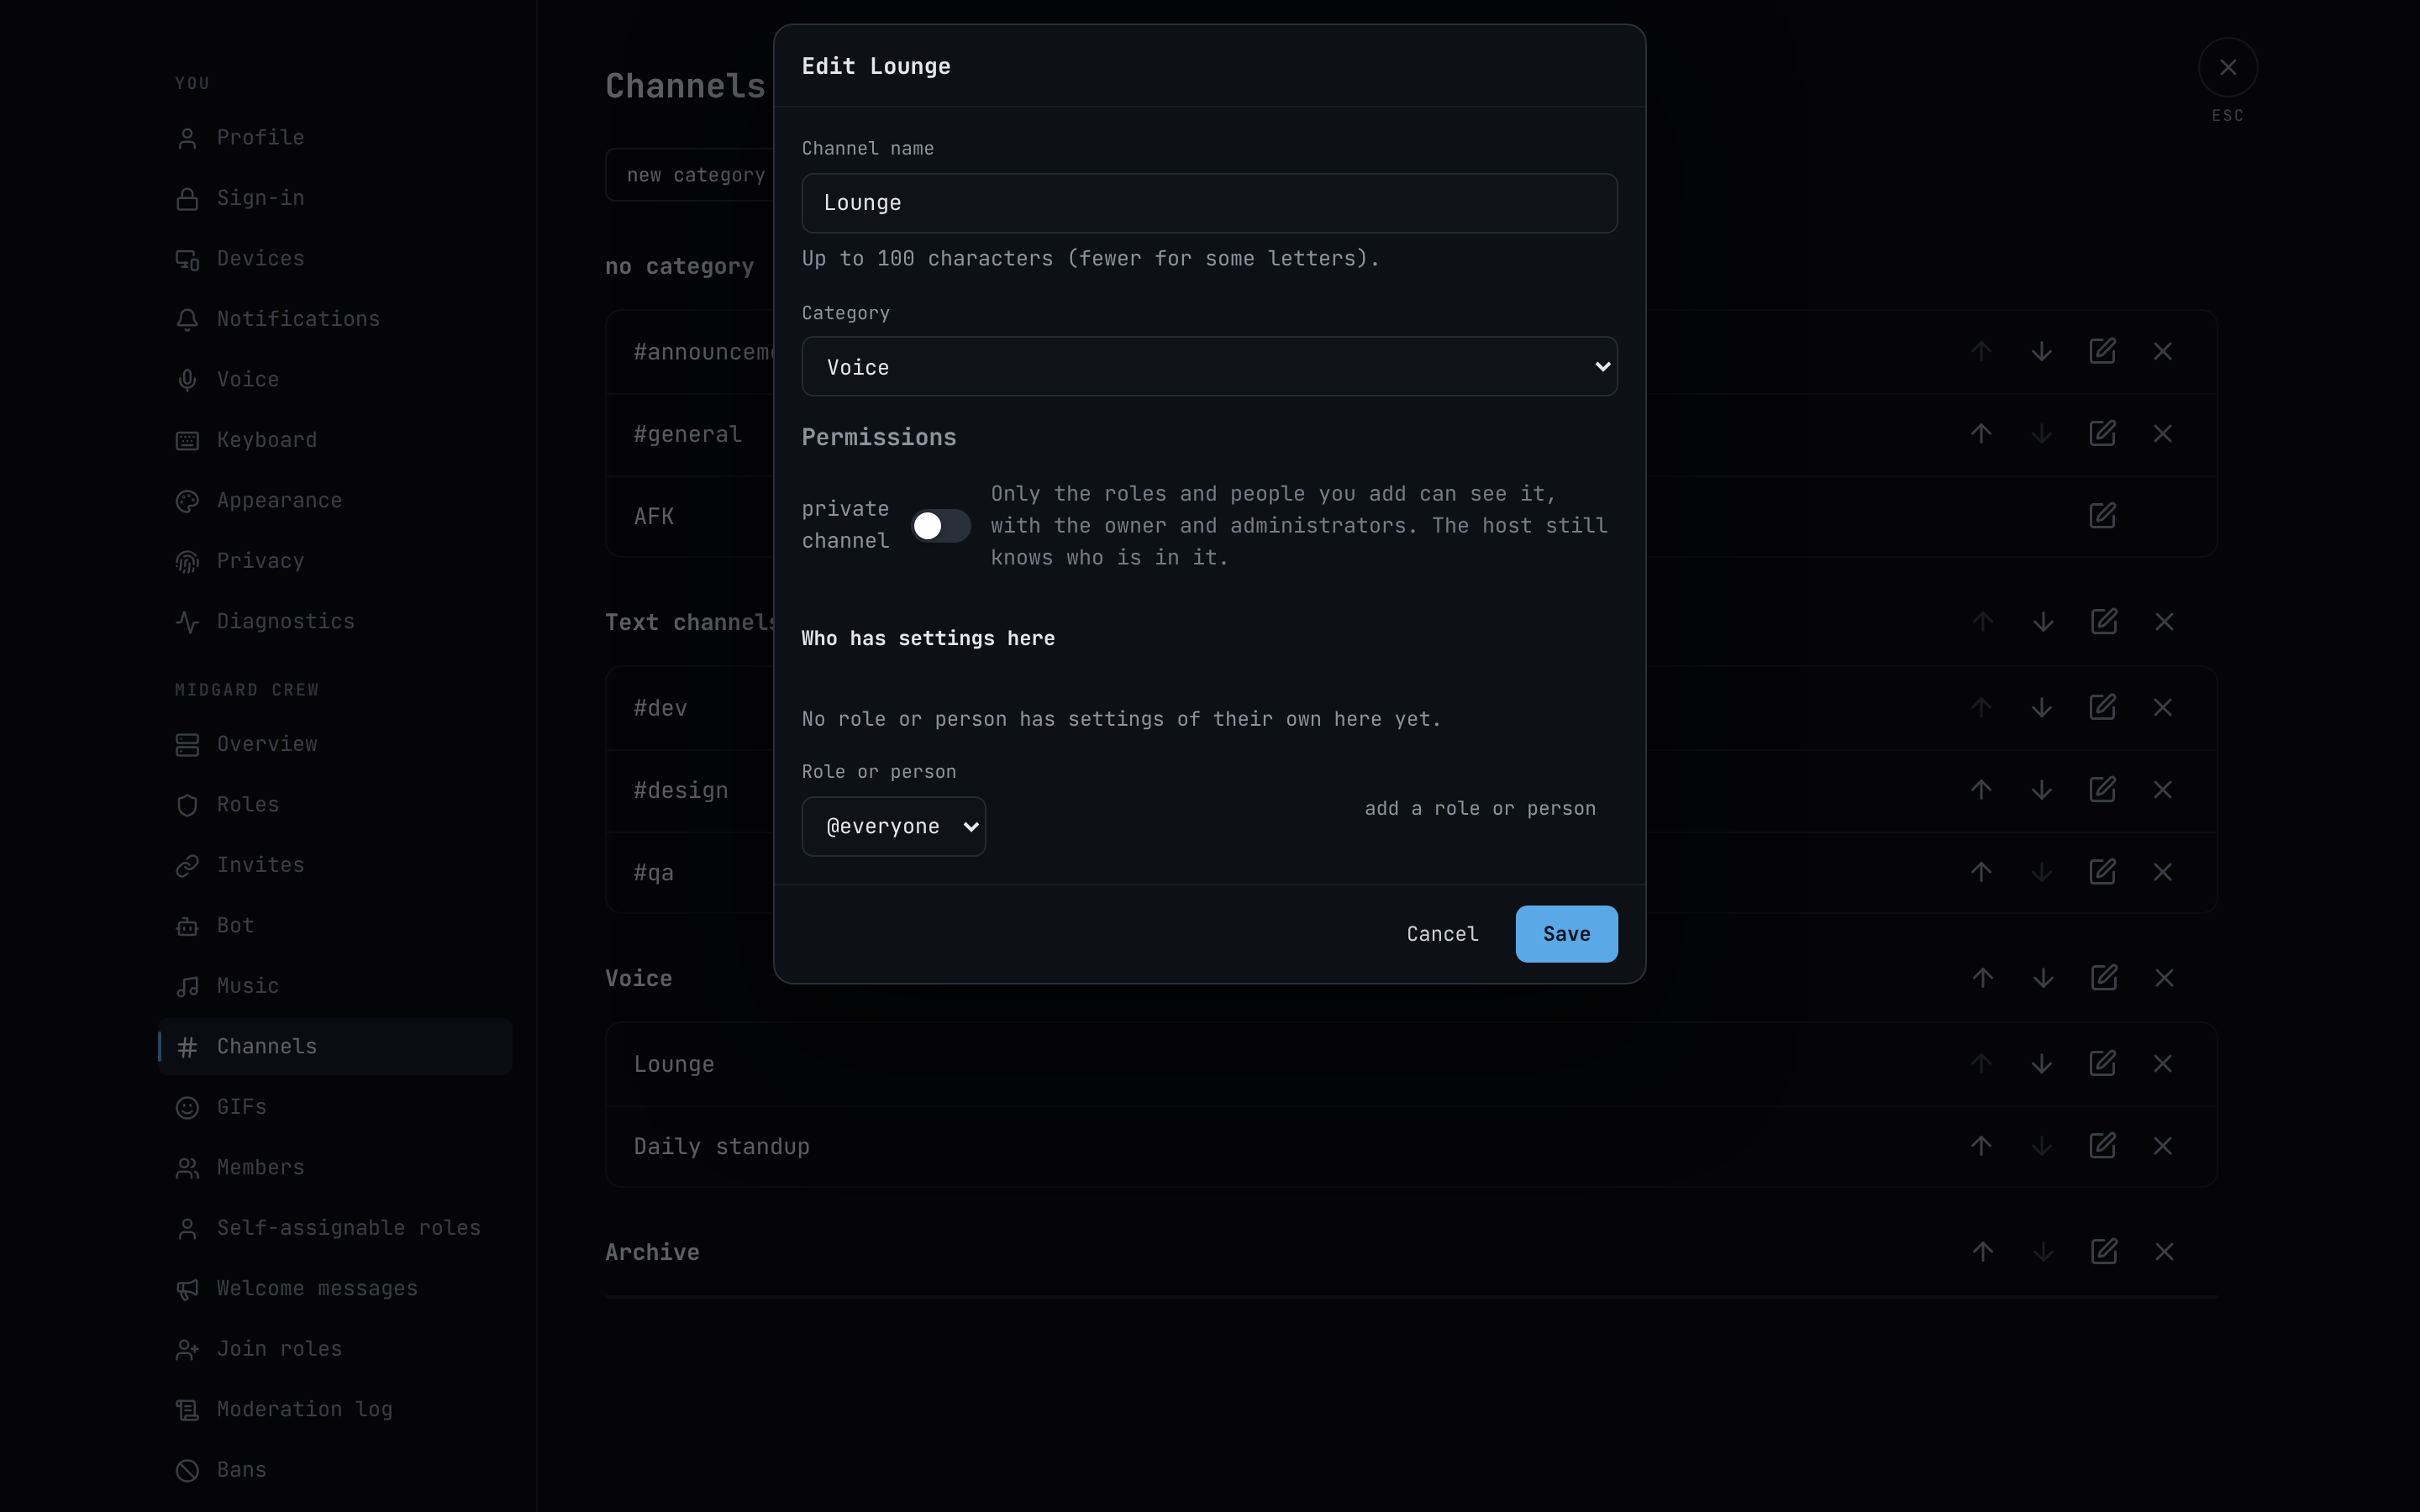 YOU
Profile
Sign-in
Devices
Notifications
Voice
Keyboard
Appearance
Privacy
Diagnostics
MIDGARD CREW
Overview
Roles
Invites
Bot
Music
Channels
GIFs
Members
Self-assignable roles
Welcome messages
Join roles
Moderation log
Bans
Channels
new category
no category
#announceme
#general
AFK
Text channels
#dev
#design
#qa
Voice
Lounge
Daily standup
Archive
Edit Lounge
Channel name
Lounge
Up to 100 characters (fewer for some letters).
Category
Voice
Permissions
private
channel
Only the roles and people you add can see it,
with the owner and administrators. The host still
knows who is in it.
Who has settings here
No role or person has settings of their own here yet.
Role or person
@everyone
add a role or person
Cancel
Save
ESC